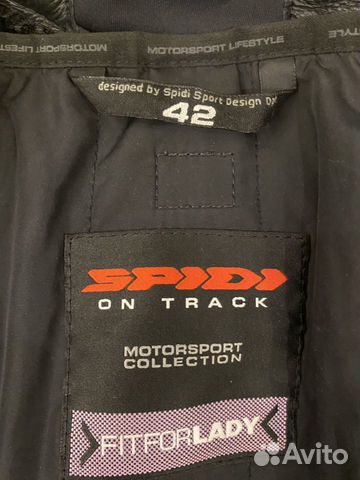 MOTORSPORT LIFESTYLE MOTORSPORT LIFESTYLE
designed by Spidi Sport Design
42
SPIDI
ON TRACK
MOTORSPORT
COLLECTION
FITFORLADY
Avito